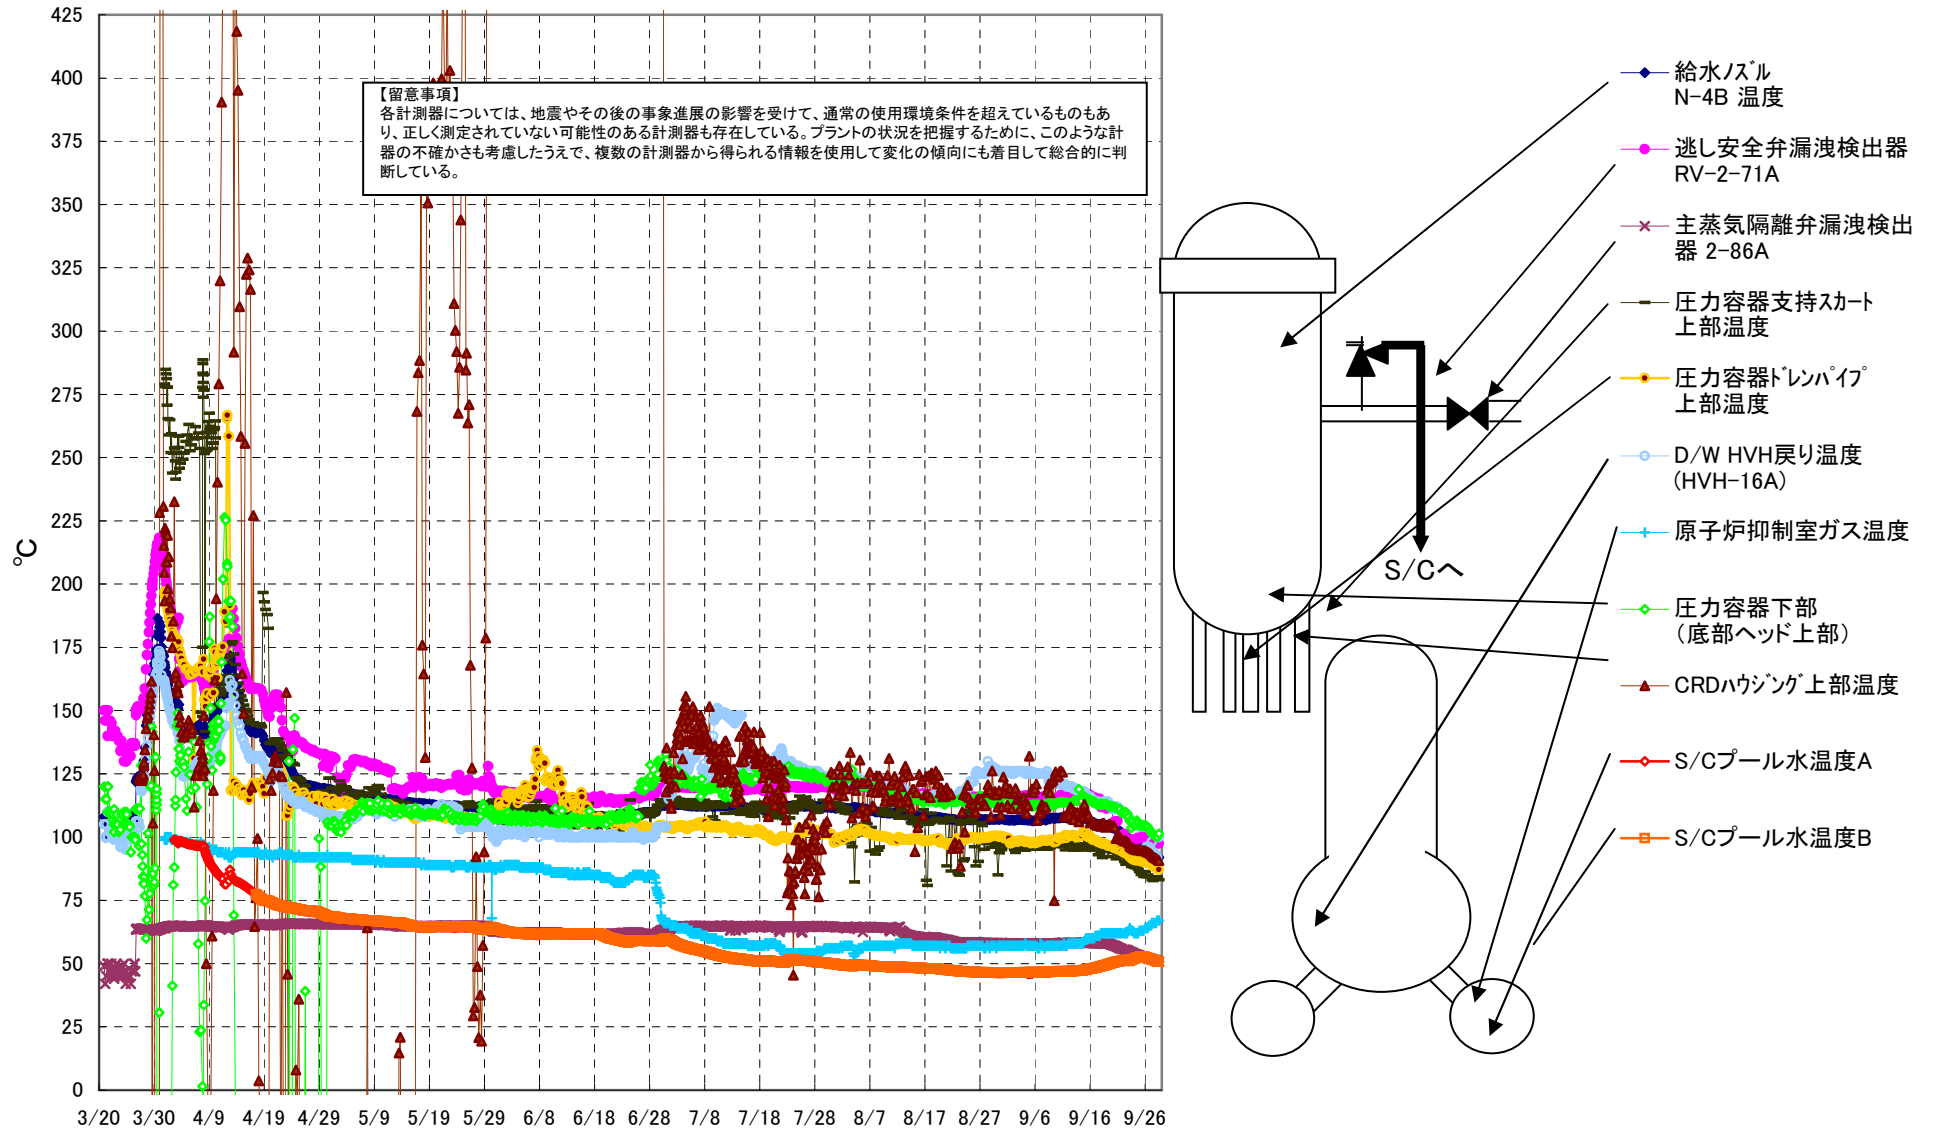 425
400
375
350
325
300
275
250
225
200
175
150
125
100
75
50
25
0
℃
3/20 3/30 4/9 4/19 4/29 5/9 5/19 5/29 6/8 6/18 6/28 7/8 7/18 7/28 8/7 8/17 8/27 9/6 9/16 9/26
【留意事項】
各計測器については、地震やその後の事象進展の影響を受けて、通常の使用環境条件を超えているものもあ
り、正しく測定されていない可能性のある計測器も存在している。プラントの状況を把握するために、このような計
器の不確かさも考慮したうえで、複数の計測器から得られる情報を使用して変化の傾向にも着目して総合的に判
断している。
S/Cへ
給水ﾉｽﾞﾙ
N-4B 温度
逃し安全弁漏洩検出器
RV-2-71A
主蒸気隔離弁漏洩検出
器 2-86A
圧力容器支持ｽｶｰﾄ
上部温度
圧力容器ﾄﾞﾚﾝﾊﾟｲﾌﾟ
上部温度
D/W HVH戻り温度
(HVH-16A)
原子炉抑制室ガス温度
圧力容器下部
（底部ヘッド上部）
CRDﾊｳｼﾞﾝｸﾞ上部温度
S/Cプール水温度A
S/Cプール水温度B